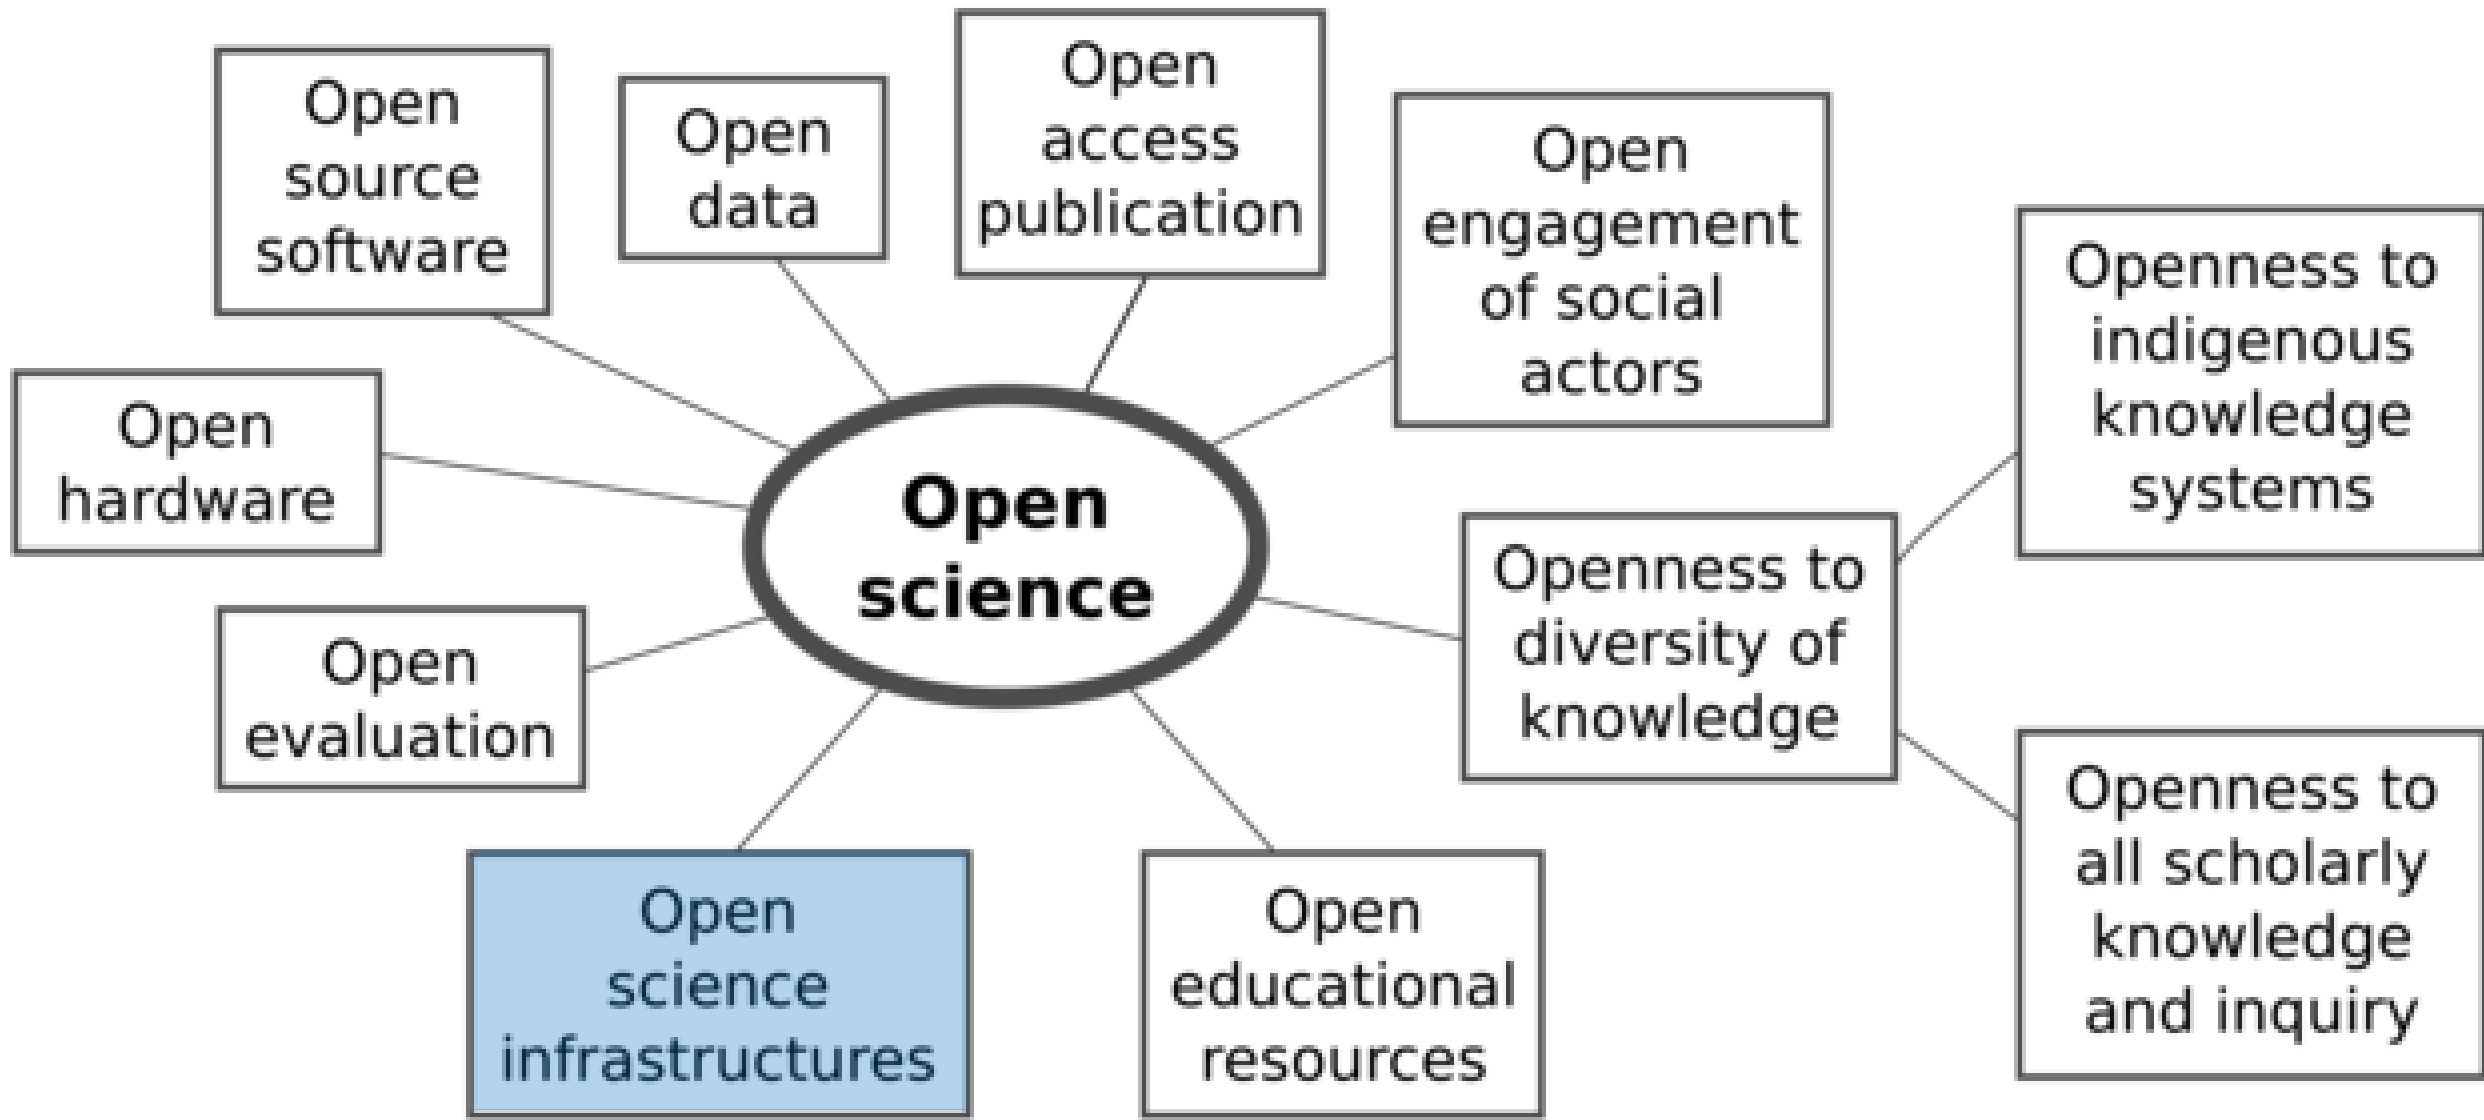 Open
source
software
Open
data
Open
access
publication
Open
engagement
of social
actors
Openness to
indigenous
knowledge
systems
Open
hardware
Open
science
Openness to
diversity of
knowledge
Open
evaluation
Openness to
all scholarly
knowledge
and inquiry
Open
science
infrastructures
Open
educational
resources